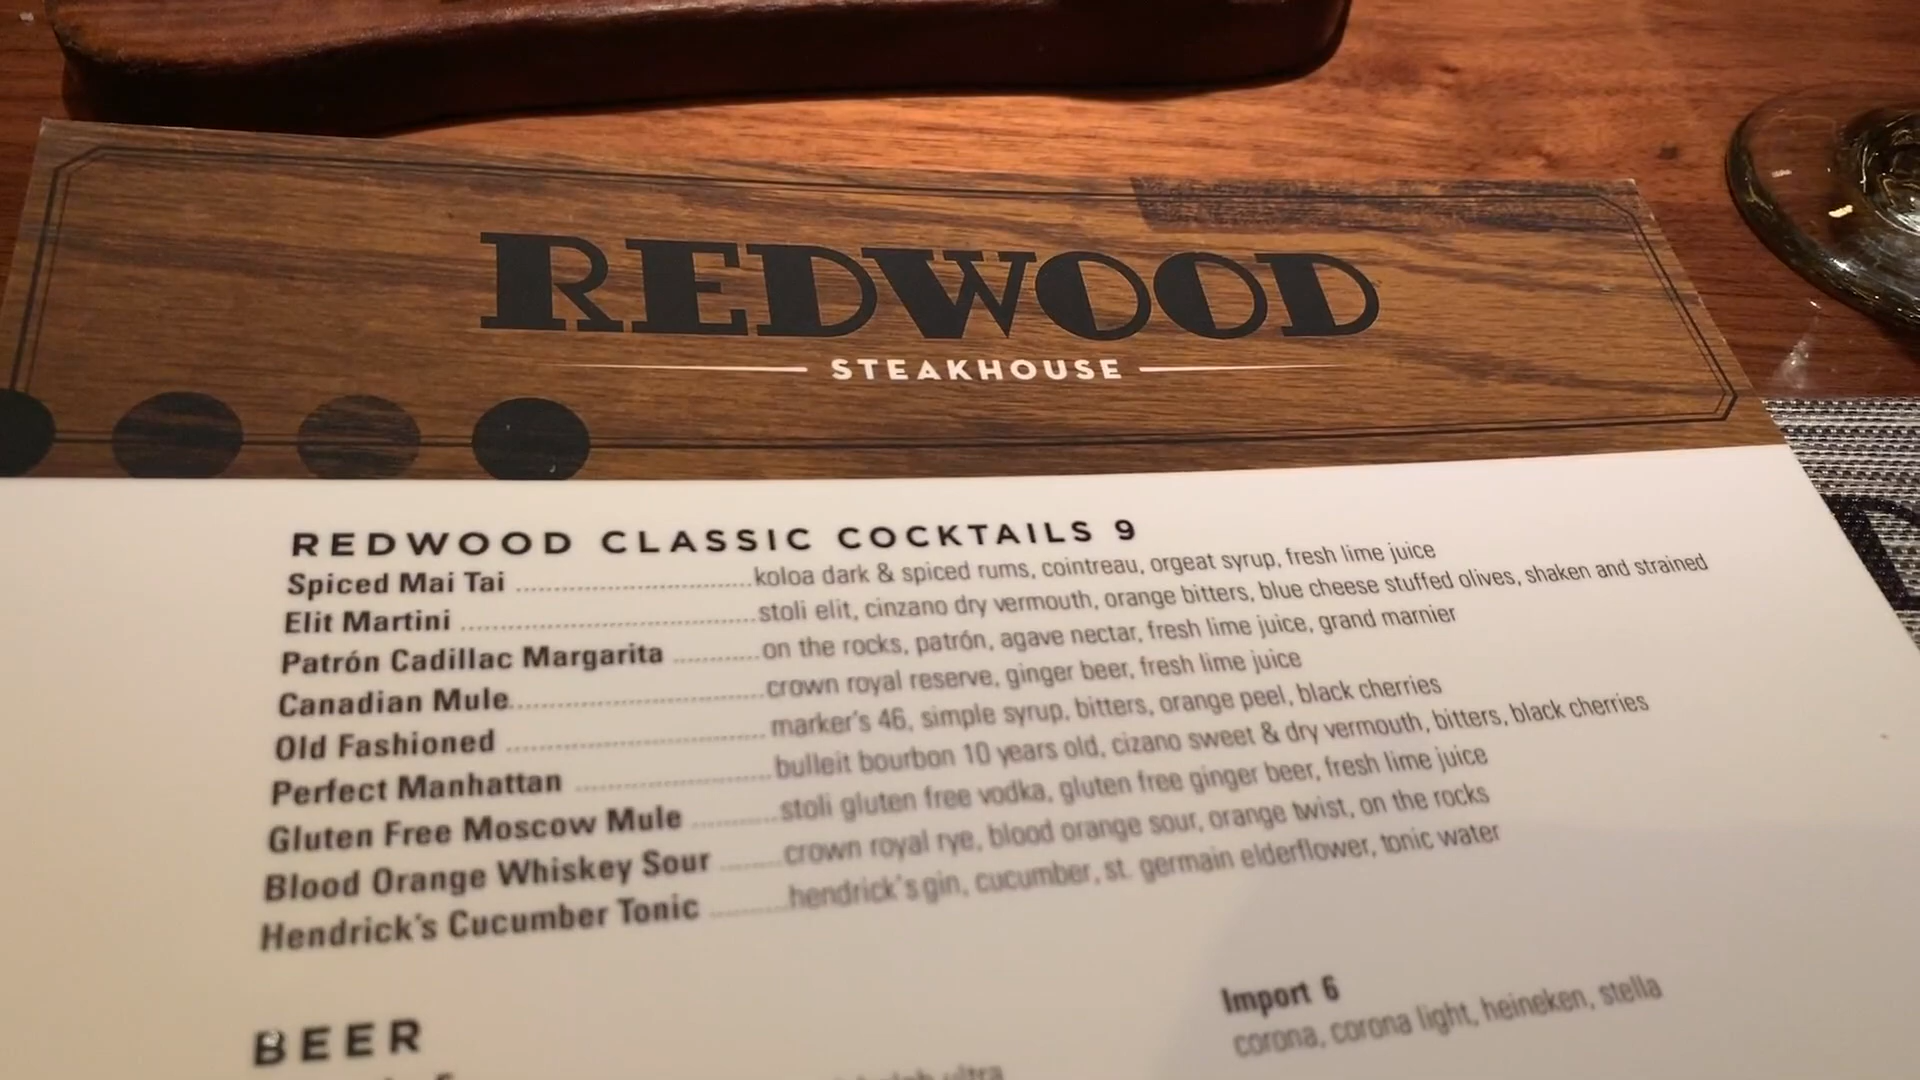 REDWOOD
STEAKHOUSE
REDWOOD CLASSIC COCKTAILS 9
Spiced Mai Tai ........................................koloa dark & spiced rums, cointreau, orgeat syrup, fresh lime juice
Elit Martini ..................................................stoli elit, cinzano dry vermouth, orange bitters, blue cheese stuffed olives, shaken and strained
Patrón Cadillac Margarita ..............on the rocks, patrón, agave nectar, fresh lime juice, grand marnier
Canadian Mule...........................................crown royal reserve, ginger beer, fresh lime juice
Old Fashioned ...........................................marker's 46, simple syrup, bitters, orange peel, black cherries
Perfect Manhattan .................................bulleit bourbon 10 years old, cizano sweet & dry vermouth, bitters, black cherries
Gluten Free Moscow Mule ..............stoli gluten free vodka, gluten free ginger beer, fresh lime juice
Blood Orange Whiskey Sour ..........crown royal rye, blood orange sour, orange twist, on the rocks
Hendrick's Cucumber Tonic .............hendrick's gin, cucumber, st. germain elderflower, tonic water
BEER
Import 6
corona, corona light, heineken, stella
ultra